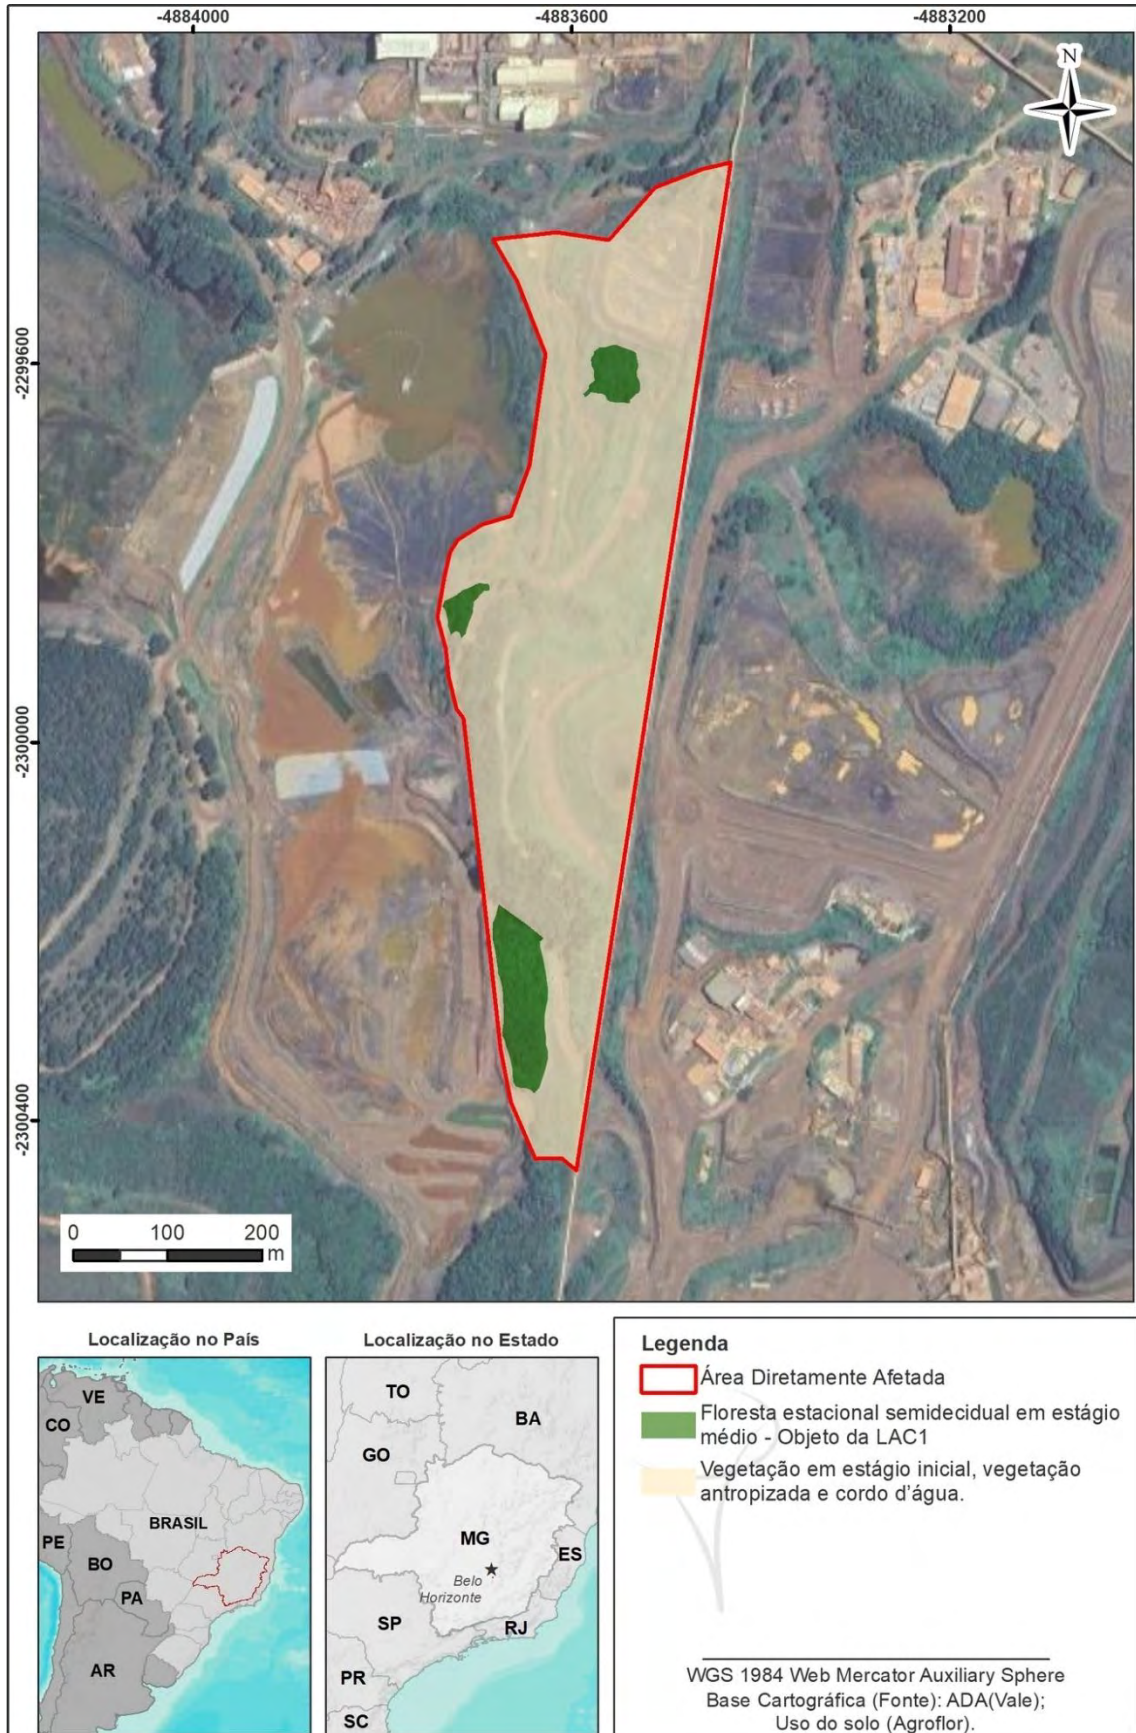 -4884000
-4883600
-4883200
N
-2299600
-2300000
-2300400
0 100 200
m
Localização no País
Localização no Estado
VE
CO
BRASIL
PE
BO
PA
AR
TO
BA
GO
MG
ES
Belo
Horizonte
SP
RJ
PR
SC
Legenda
Área Diretamente Afetada
Floresta estacional semidecidual em estágio
médio - Objeto da LAC1
Vegetação em estágio inicial, vegetação
antropizada e cordo d’água.
WGS 1984 Web Mercator Auxiliary Sphere
Base Cartográfica (Fonte): ADA(Vale);
Uso do solo (Agroflor).